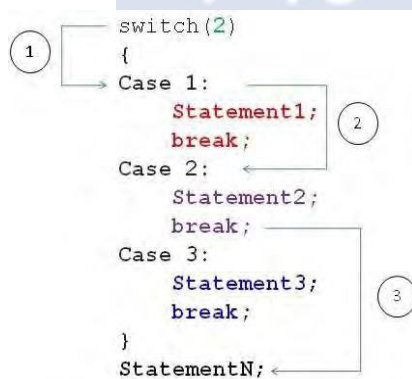 switch(2)
1
{
Case 1:
Statement1;
break;
2
Case 2:
Statement2;
break;
Case 3:
Statement3;
3
break;
}
StatementN;